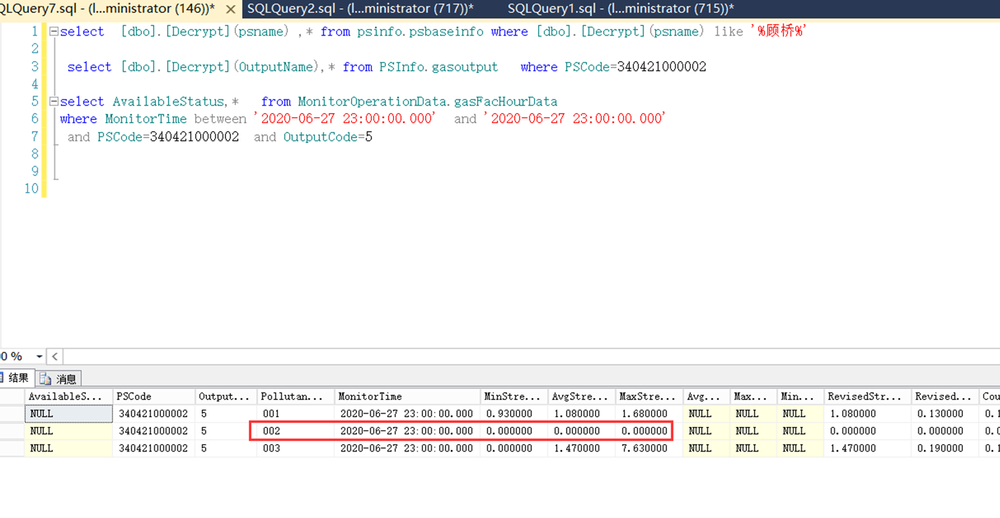 QLQuery7.sql - (l...ministrator (146))* SQLQuery2.sql - (l...ministrator (717))* SQLQuery1.sql - (l...ministrator (715))*
1 select [dbo].[Decrypt](psname) ,* from psinfo.psbaseinfo where [dbo].[Decrypt](psname) like '%顾桥%'
2
3 select [dbo].[Decrypt](OutputName),* from PSInfo.gasoutput where PSCode=340421000002
4
5 select AvailableStatus,* from MonitorOperationData.gasFacHourData
6 where MonitorTime between '2020-06-27 23:00:00.000' and '2020-06-27 23:00:00.000'
7 and PSCode=340421000002 and OutputCode=5
8
9
10
0 %
结果 消息
AvailableS... PSCode Output... Pollutan... MonitorTime MinStre... AvgStre... MaxStre... Avg... Max... Min... RevisedStr... Revised... Cou
NULL 340421000002 5 001 2020-06-27 23:00:00.000 0.930000 1.080000 1.680000 NULL NULL NULL 1.080000 0.130000 0.1
NULL 340421000002 5 002 2020-06-27 23:00:00.000 0.000000 0.000000 0.000000 NULL NULL NULL 0.000000 0.000000 0.0
NULL 340421000002 5 003 2020-06-27 23:00:00.000 0.000000 1.470000 7.630000 NULL NULL NULL 1.470000 0.190000 0.1